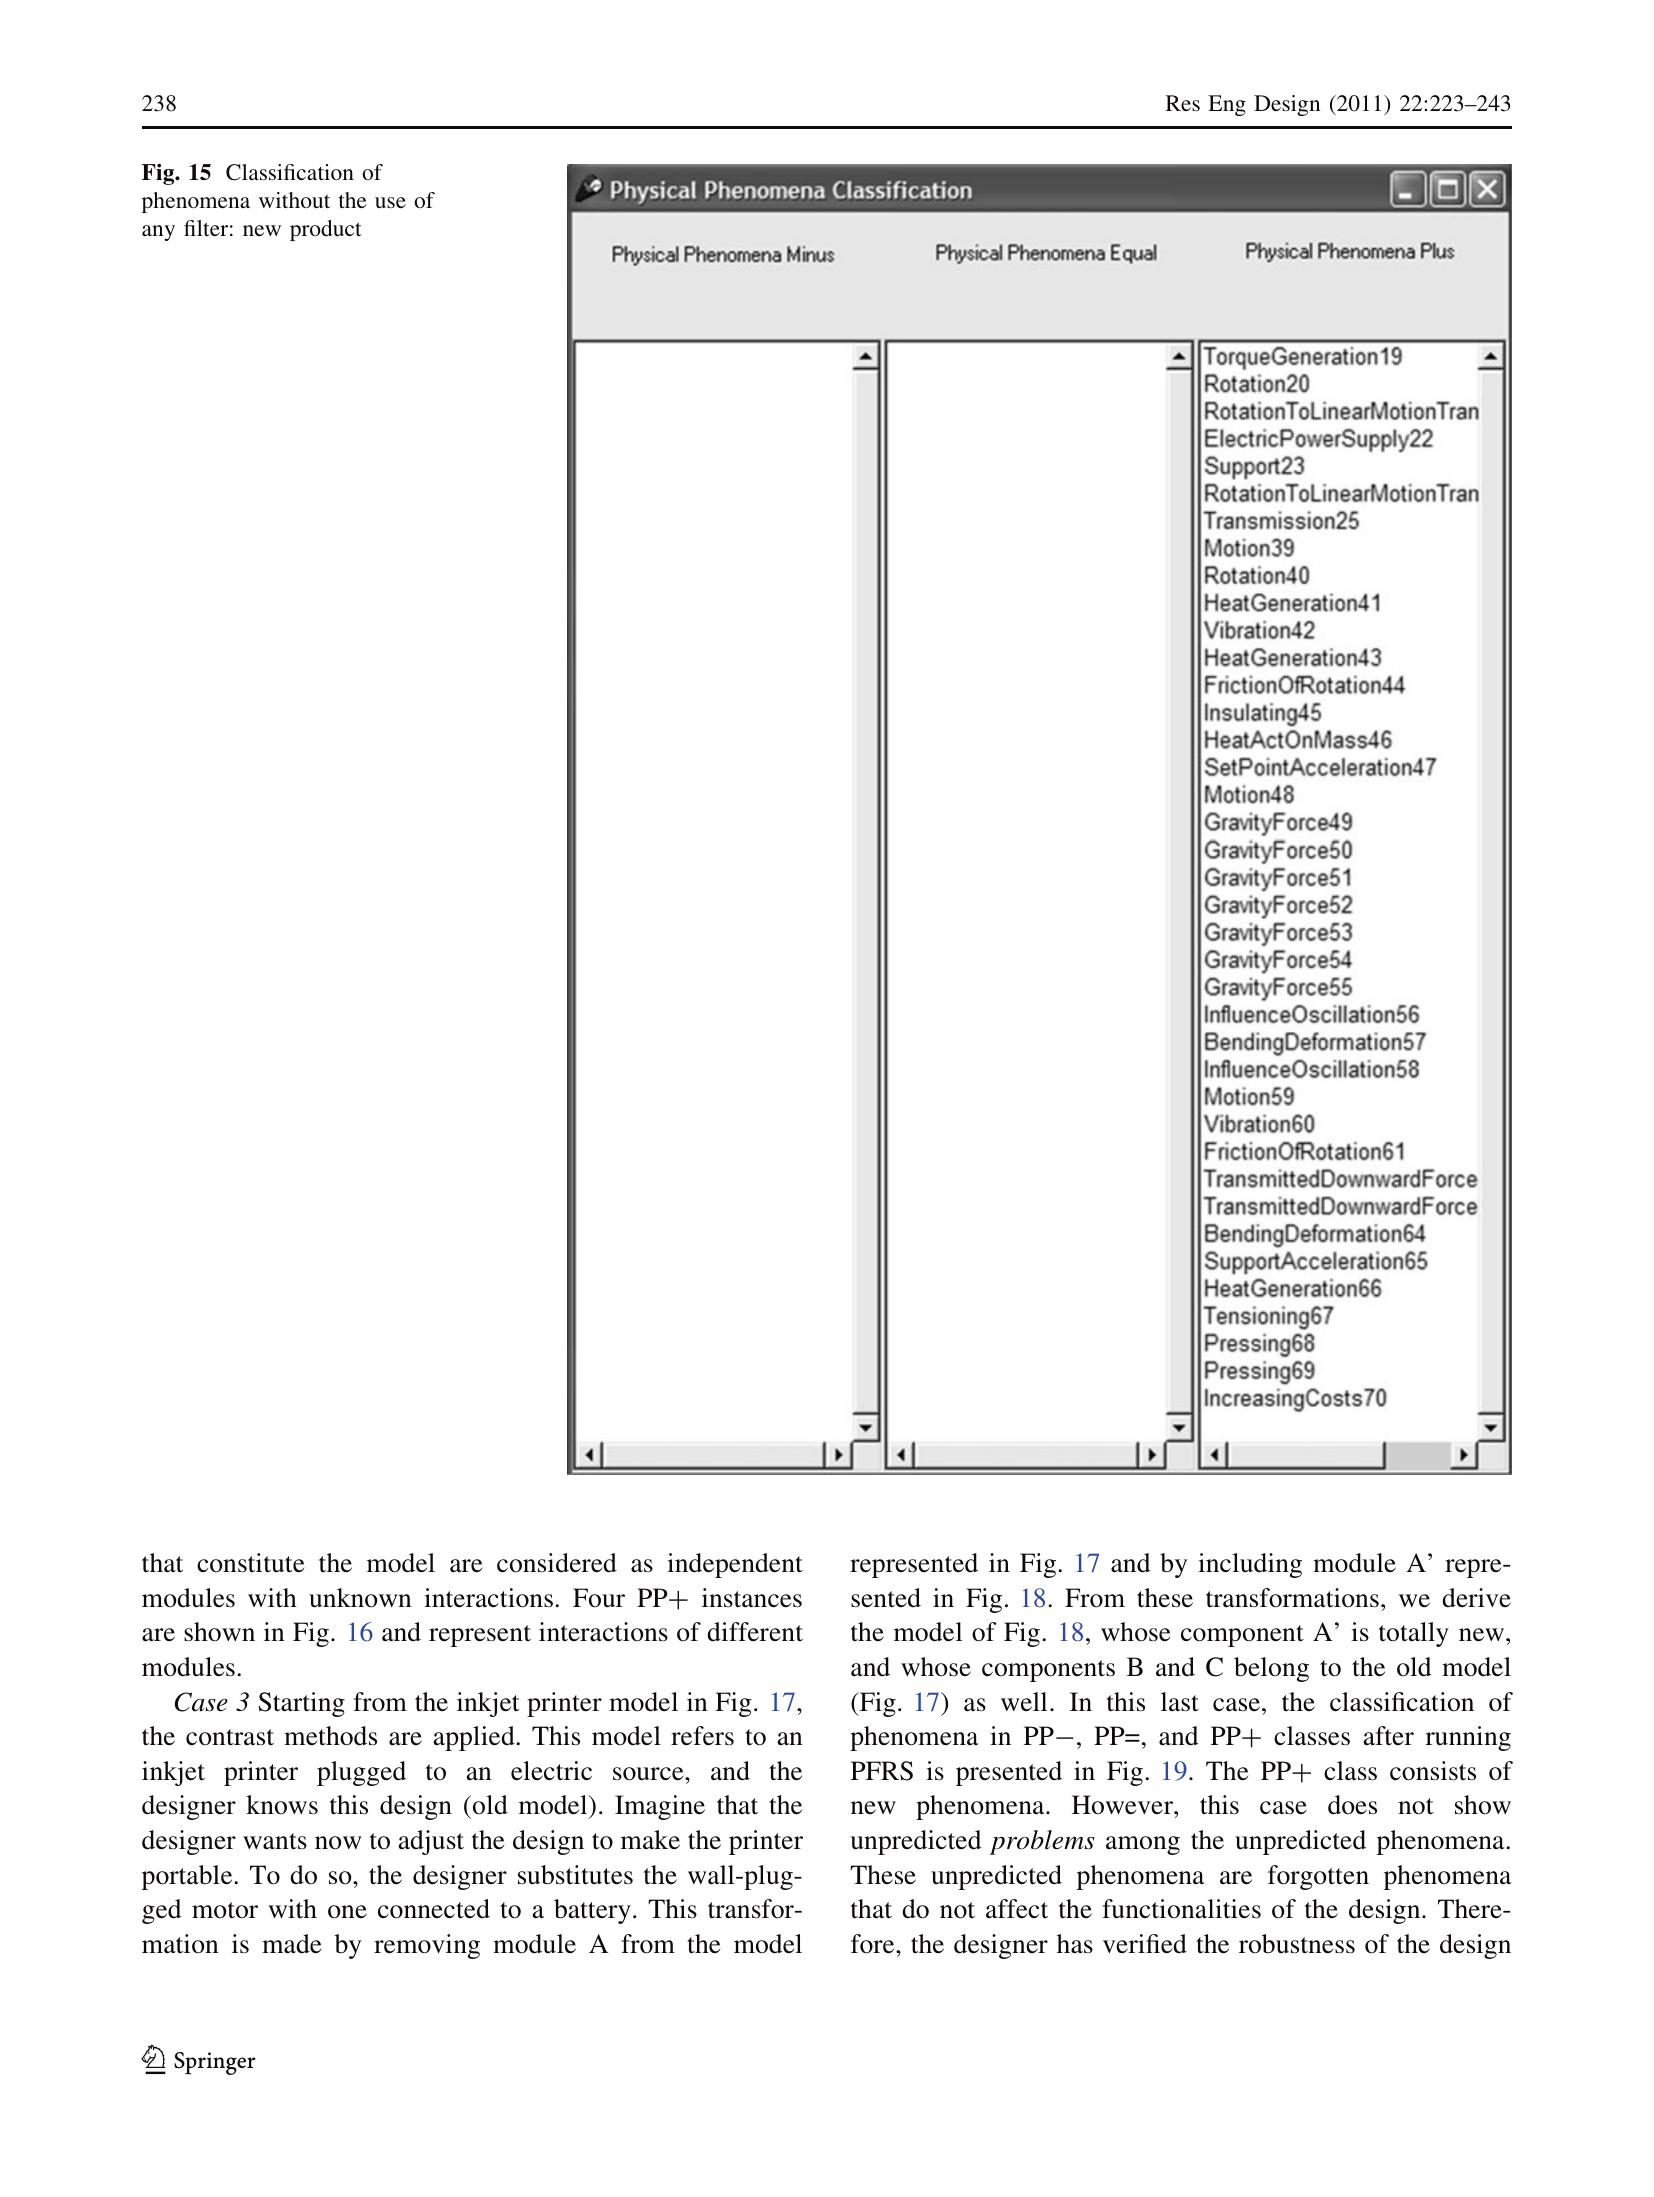 238
Res Eng Design (2011) 22:223–243
Fig. 15 Classification of
phenomena without the use of
any filter: new product
Physical Phenomena Classification
Physical Phenomena Minus
Physical Phenomena Equal
Physical Phenomena Plus
TorqueGeneration19
Rotation20
RotationToLinearMotionTran
ElectricPowerSupply22
Support23
RotationToLinearMotionTran
Transmission25
Motion39
Rotation40
HeatGeneration41
Vibration42
HeatGeneration43
FrictionOfRotation44
Insulating45
HeatActOnMass46
SetPointAcceleration47
Motion48
GravityForce49
GravityForce50
GravityForce51
GravityForce52
GravityForce53
GravityForce54
GravityForce55
InfluenceOscillation56
BendingDeformation57
InfluenceOscillation58
Motion59
Vibration60
FrictionOfRotation61
TransmittedDownwardForce
TransmittedDownwardForce
BendingDeformation64
SupportAcceleration65
HeatGeneration66
Tensioning67
Pressing68
Pressing69
IncreasingCosts70
that constitute the model are considered as independent
modules with unknown interactions. Four PP+ instances
are shown in Fig. 16 and represent interactions of different
modules.
Case 3 Starting from the inkjet printer model in Fig. 17,
the contrast methods are applied. This model refers to an
inkjet printer plugged to an electric source, and the
designer knows this design (old model). Imagine that the
designer wants now to adjust the design to make the printer
portable. To do so, the designer substitutes the wall-plug-
ged motor with one connected to a battery. This transfor-
mation is made by removing module A from the model
represented in Fig. 17 and by including module A’ repre-
sented in Fig. 18. From these transformations, we derive
the model of Fig. 18, whose component A’ is totally new,
and whose components B and C belong to the old model
(Fig. 17) as well. In this last case, the classification of
phenomena in PP−, PP=, and PP+ classes after running
PFRS is presented in Fig. 19. The PP+ class consists of
new phenomena. However, this case does not show
unpredicted problems among the unpredicted phenomena.
These unpredicted phenomena are forgotten phenomena
that do not affect the functionalities of the design. There-
fore, the designer has verified the robustness of the design
Springer